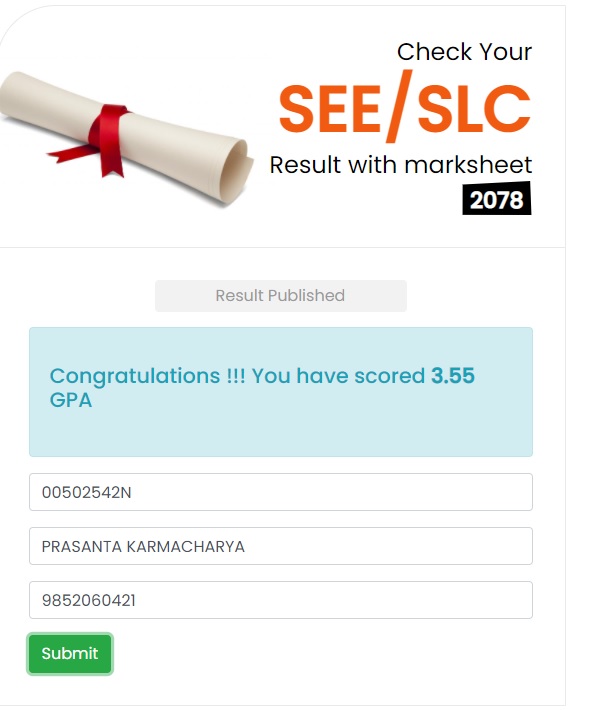 Check Your
SEE/SLC
Result with marksheet
2078
Result Published
Congratulations !!! You have scored 3.55
GPA
00502542N
PRASANTA KARMACHARYA
9852060421
Submit